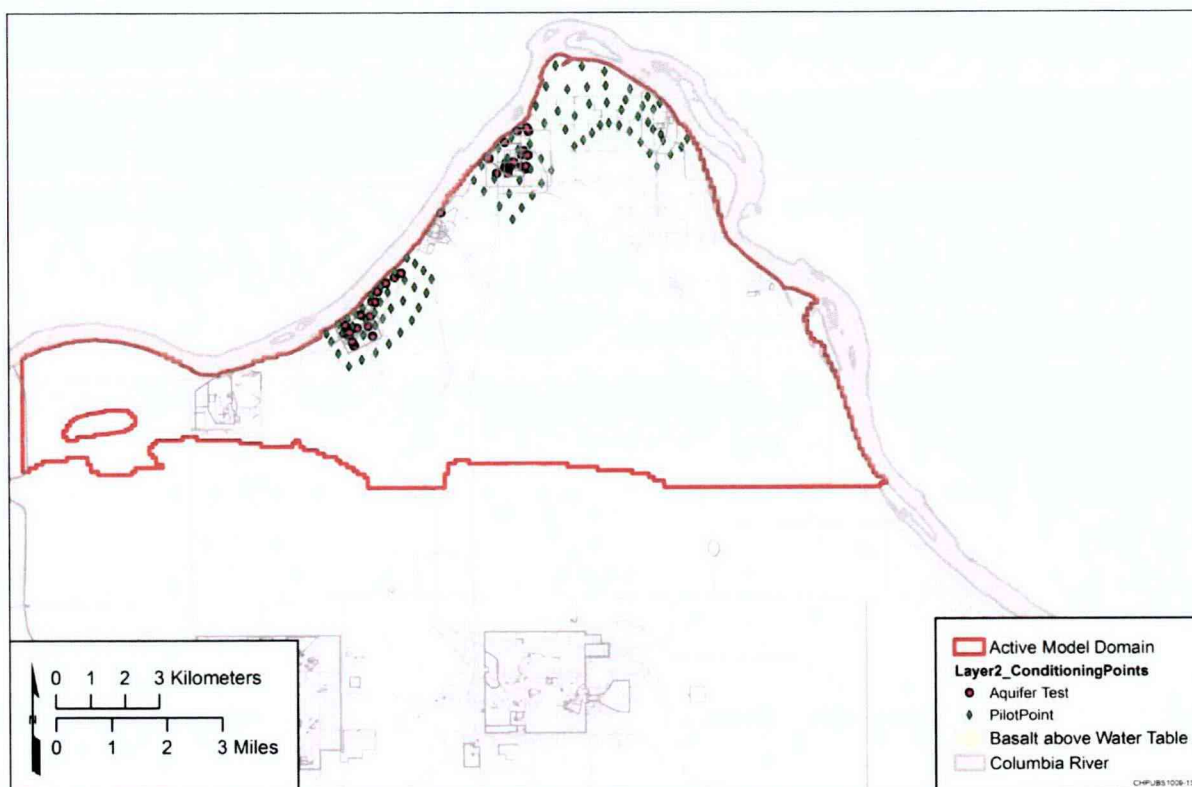 0 1 2 3 Kilometers
N
0 1 2 3 Miles
Active Model Domain
Layer2_ConditioningPoints
Aquifer Test
PilotPoint
Basalt above Water Table
Columbia River